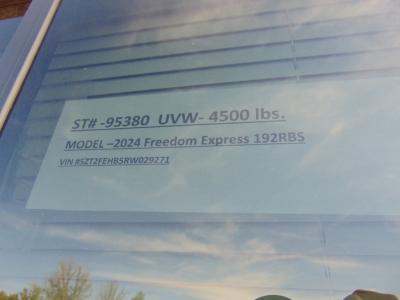 ST# -95380 UVW- 4500 lbs.
MODEL –2024 Freedom Express 192RBS
VIN #5ZT2FEHB5RW029271